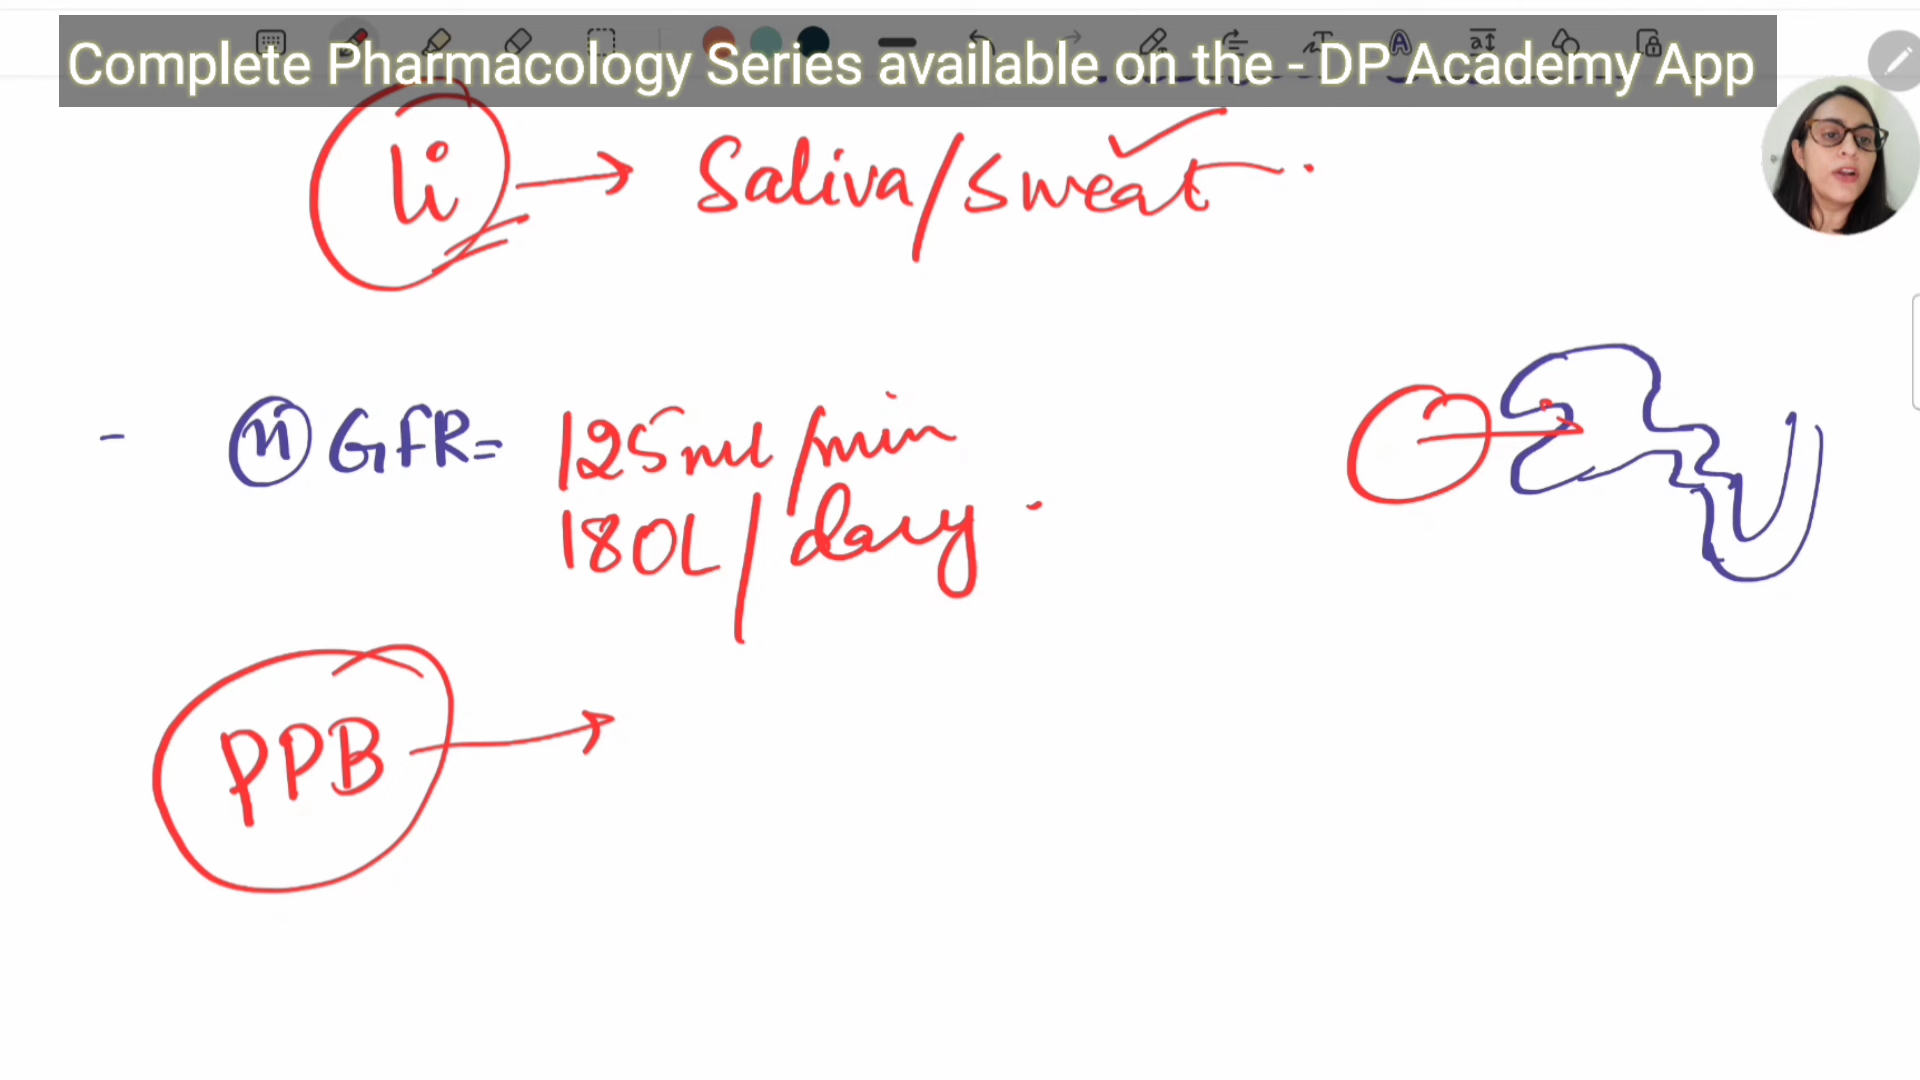 Complete Pharmacology Series available on the - DP Academy App
Li → Saliva/Sweat ✓.
- (n) GFR = 125ml/min
180L/day.
PPB →